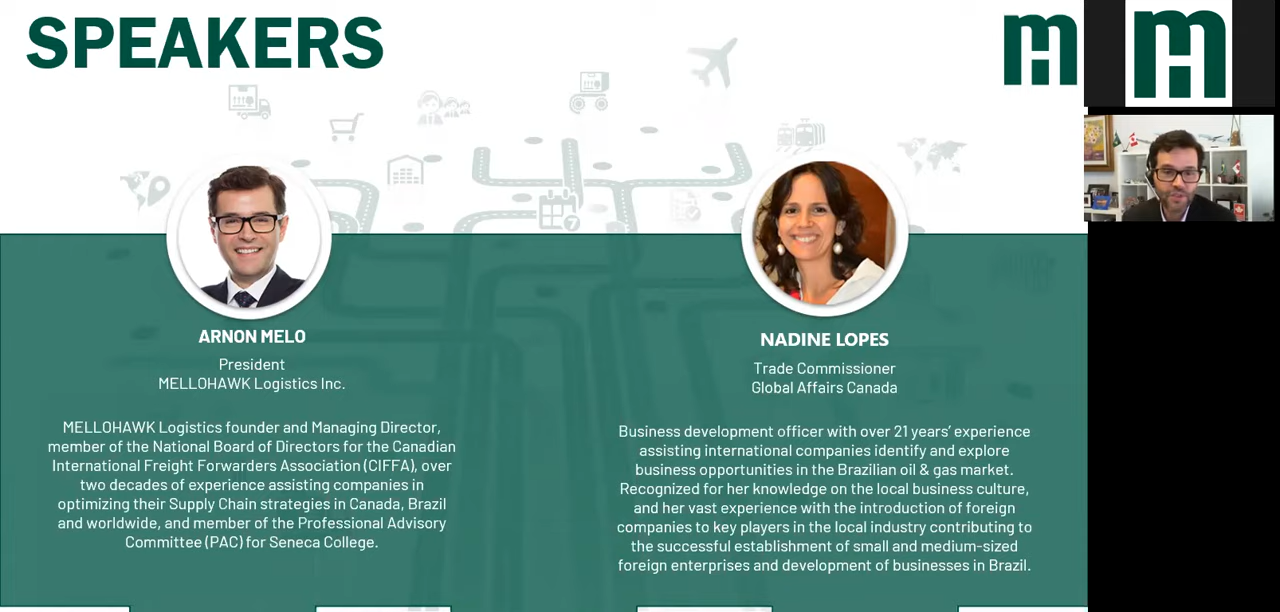 SPEAKERS
ARNON MELO
President
MELLOHAWK Logistics Inc.
MELLOHAWK Logistics founder and Managing Director,
member of the National Board of Directors for the Canadian
International Freight Forwarders Association (CIFFA), over
two decades of experience assisting companies in
optimizing their Supply Chain strategies in Canada, Brazil
and worldwide, and member of the Professional Advisory
Committee (PAC) for Seneca College.
NADINE LOPES
Trade Commissioner
Global Affairs Canada
Business development officer with over 21 years’ experience
assisting international companies identify and explore
business opportunities in the Brazilian oil & gas market.
Recognized for her knowledge on the local business culture,
and her vast experience with the introduction of foreign
companies to key players in the local industry contributing to
the successful establishment of small and medium-sized
foreign enterprises and development of businesses in Brazil.
7